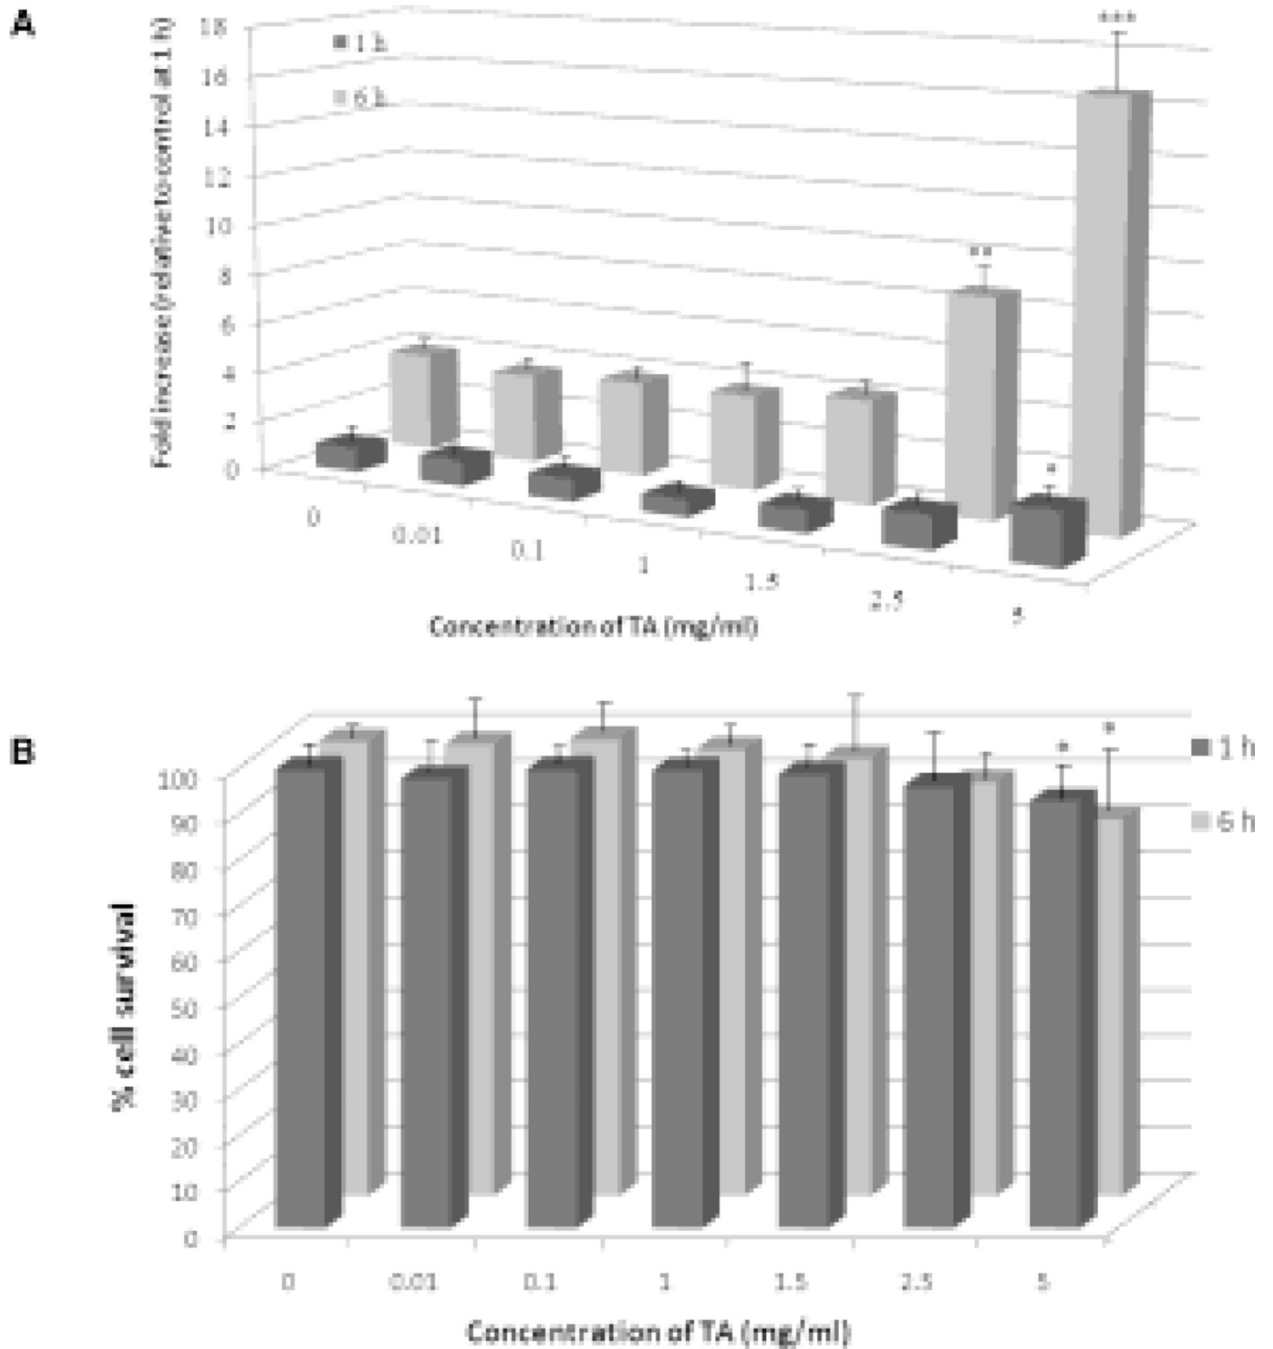 A
Fold increase (relative to control at 1 h)
18
16
14
12
10
8
6
4
2
0
1 h
6 h
***
**
*
0
0.01
0.1
1
1.5
2.5
5
Concentration of TA (mg/ml)
B
% cell survival
100
90
80
70
60
50
40
30
20
10
0
* *
1 h
6 h
0 0.01 0.1 1 1.5 2.5 5
Concentration of TA (mg/ml)